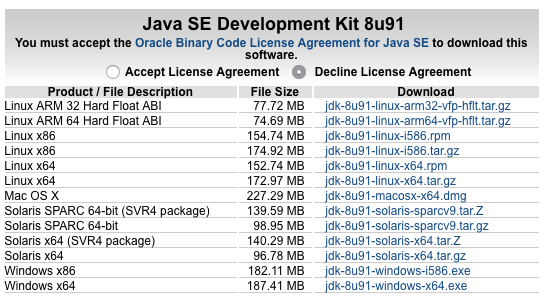 Java SE Development Kit 8u91
You must accept the Oracle Binary Code License Agreement for Java SE to download this
software.
Accept License Agreement Decline License Agreement
Product / File Description File Size Download
Linux ARM 32 Hard Float ABI 77.72 MB jdk-8u91-linux-arm32-vfp-hflt.tar.gz
Linux ARM 64 Hard Float ABI 74.69 MB jdk-8u91-linux-arm64-vfp-hflt.tar.gz
Linux x86 154.74 MB jdk-8u91-linux-i586.rpm
Linux x86 174.92 MB jdk-8u91-linux-i586.tar.gz
Linux x64 152.74 MB jdk-8u91-linux-x64.rpm
Linux x64 172.97 MB jdk-8u91-linux-x64.tar.gz
Mac OS X 227.29 MB jdk-8u91-macosx-x64.dmg
Solaris SPARC 64-bit (SVR4 package) 139.59 MB jdk-8u91-solaris-sparcv9.tar.Z
Solaris SPARC 64-bit 98.95 MB jdk-8u91-solaris-sparcv9.tar.gz
Solaris x64 (SVR4 package) 140.29 MB jdk-8u91-solaris-x64.tar.Z
Solaris x64 96.78 MB jdk-8u91-solaris-x64.tar.gz
Windows x86 182.11 MB jdk-8u91-windows-i586.exe
Windows x64 187.41 MB jdk-8u91-windows-x64.exe